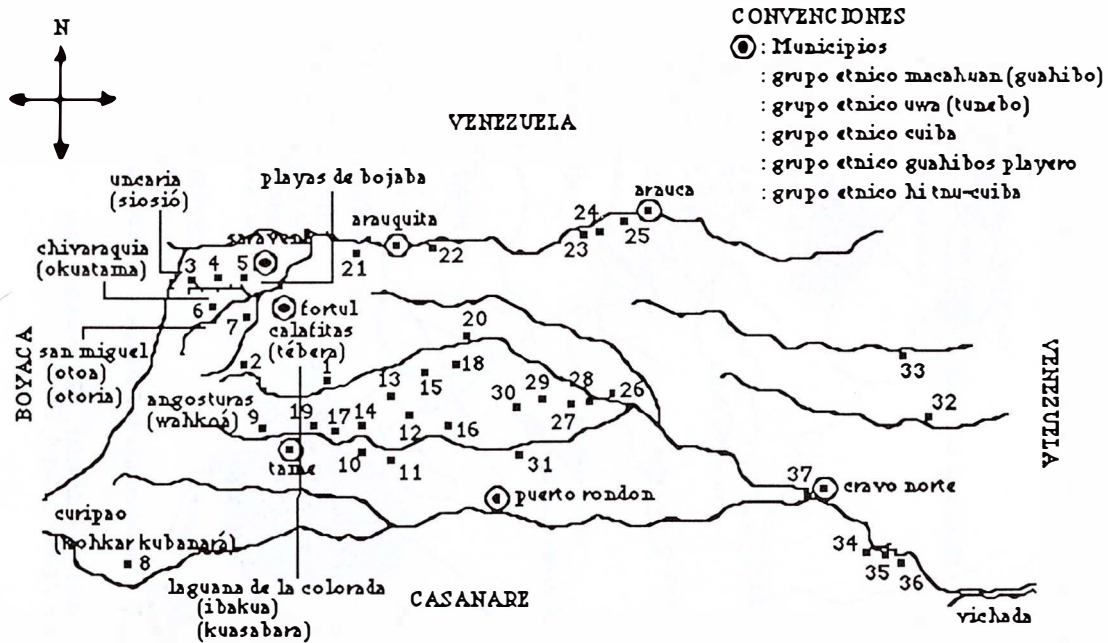 CONVENCIONES
: Municipios
: grupo etnico macahuan (guahibo)
: grupo etnico uwa (tunebo)
: grupo etnico cuiba
: grupo etnico guahibos playero
: grupo etnico hitnu-cuiba
N
VENEZUELA
uncaria
(siosió)
playas de bojaba
arauquita
arauca
chivaraquia
(okuatama)
saravena
3
4
5
21
22
23
24
25
6
7
fortul
calafitas
(tébera)
san miguel
(otoa)
(otoria)
BOYACA
VENEZUELA
angosturas
(wahkoá)
2
1
20
18
13
15
30
29
28
26
27
33
32
9
19
17
14
12
16
10
11
31
tame
puerto rondon
37
cravo norte
curipao
(kohkar kubanará)
8
34
35
36
laguana de la colorada
(ibakua)
(kuasabara)
CASANARE
vichada